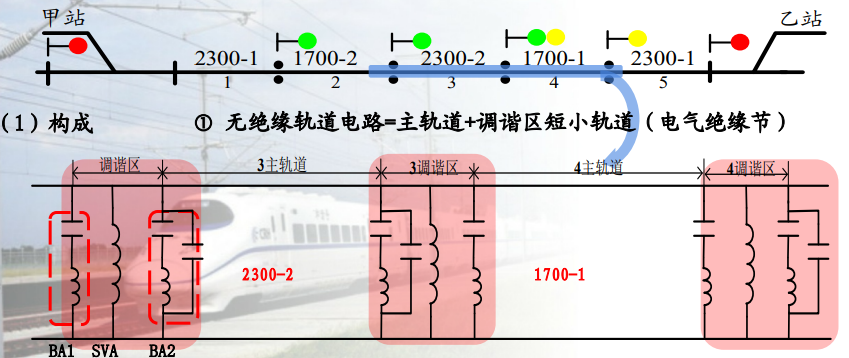 甲站 乙站
2300-1 1700-2 2300-2 1700-1 2300-1
1 2 3 4 5
(1)构成 ① 无绝缘轨道电路=主轨道+调谐区短小轨道(电气绝缘节)
调谐区 3主轨道 3调谐区 4主轨道 4调谐区
2300-2 1700-1
BA1 SVA BA2